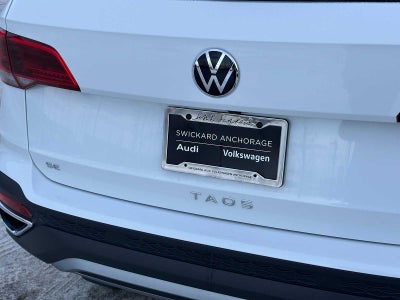 SWICKARD ANCHORAGE
Audi Volkswagen
SE
TAOS